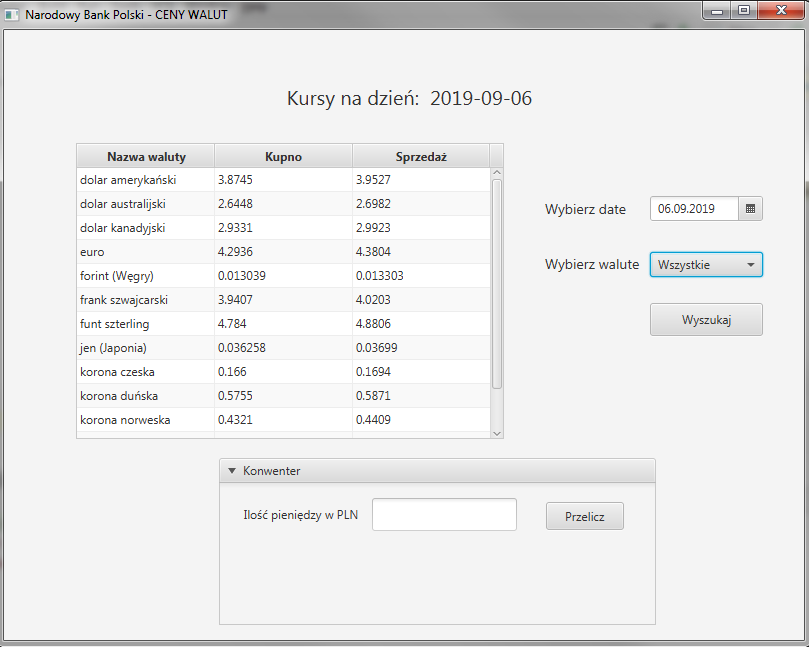 Narodowy Bank Polski - CENY WALUT
Kursy na dzień: 2019-09-06
Nazwa waluty Kupno Sprzedaż
dolar amerykański 3.8745 3.9527
dolar australijski 2.6448 2.6982
dolar kanadyjski 2.9331 2.9923
euro 4.2936 4.3804
forint (Węgry) 0.013039 0.013303
frank szwajcarski 3.9407 4.0203
funt szterling 4.784 4.8806
jen (Japonia) 0.036258 0.03699
korona czeska 0.166 0.1694
korona duńska 0.5755 0.5871
korona norweska 0.4321 0.4409
Wybierz date 06.09.2019
Wybierz walute Wszystkie
Wyszukaj
Konwenter
Ilość pieniędzy w PLN Przelicz